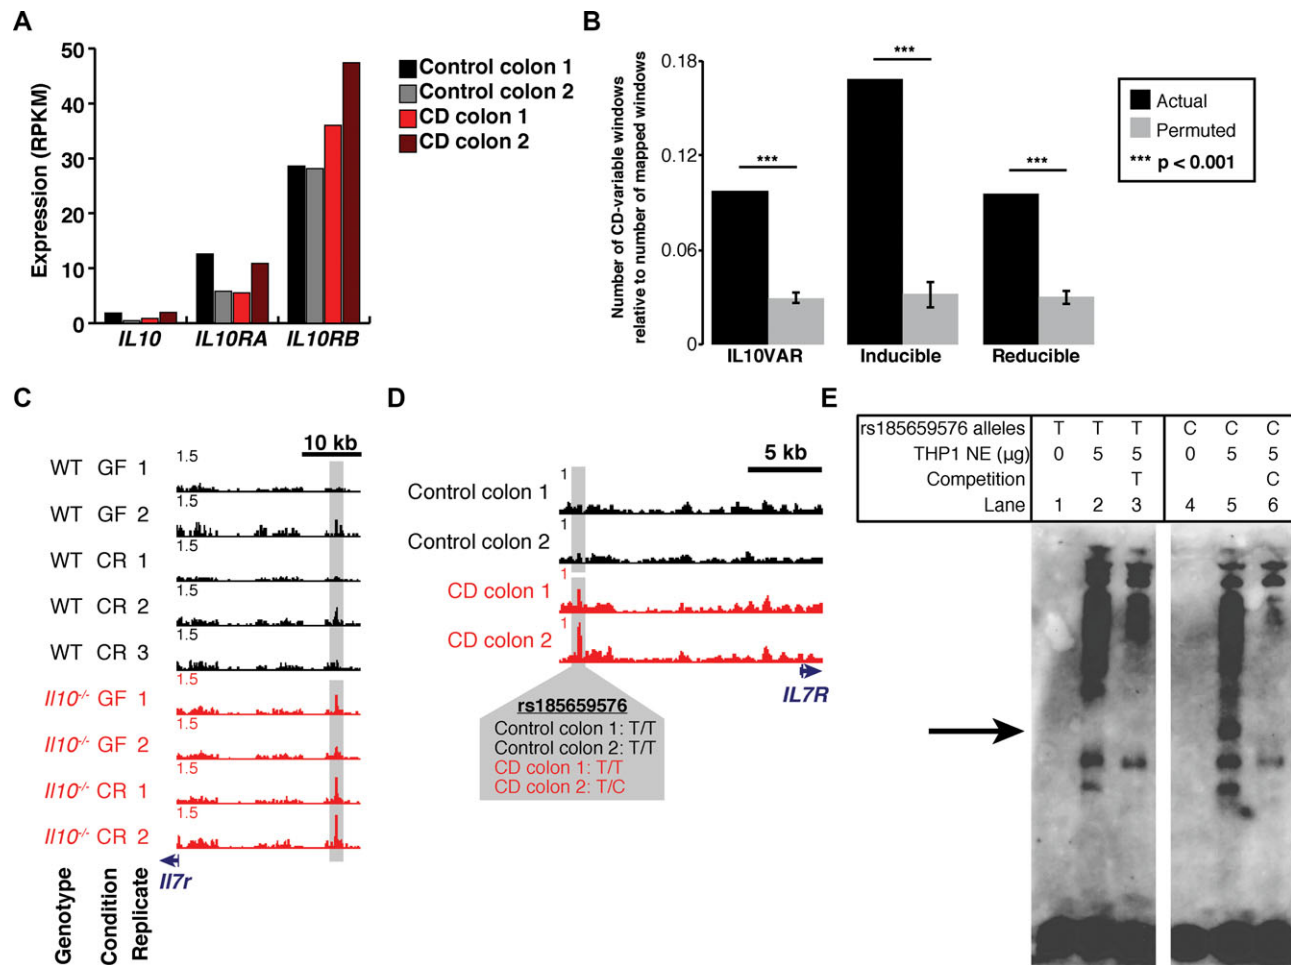 A
Expression (RPKM)
50
40
30
20
10
0
IL10 IL10RA IL10RB
Control colon 1
Control colon 2
CD colon 1
CD colon 2
B
Number of CD-variable windows
relative to number of mapped windows
0.18
0.12
0.06
0
***
***
***
IL10VAR Inducible Reducible
Actual
Permuted
*** p < 0.001
C
10 kb
WT GF 1 1.5
WT GF 2 1.5
WT CR 1 1.5
WT CR 2 1.5
WT CR 3 1.5
Il10-/- GF 1 1.5
Il10-/- GF 2 1.5
Il10-/- CR 1 1.5
Il10-/- CR 2 1.5
Il7r
Genotype
Condition
Replicate
D
5 kb
Control colon 1 1
Control colon 2 1
CD colon 1 1
CD colon 2 1
IL7R
rs185659576
Control colon 1: T/T
Control colon 2: T/T
CD colon 1: T/T
CD colon 2: T/C
E
rs185659576 alleles T T T C C C
THP1 NE (µg) 0 5 5 0 5 5
Competition T C
Lane 1 2 3 4 5 6